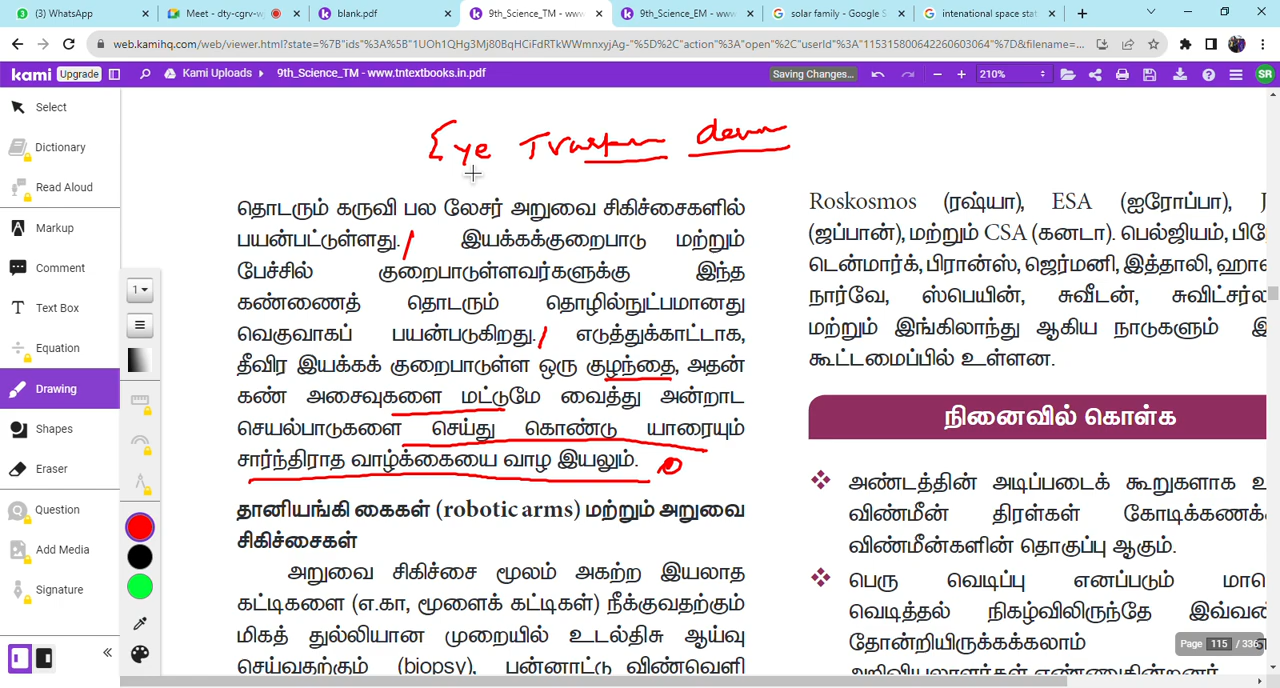 (3) WhatsApp
Meet - dty-cgrv-w
blank.pdf
9th_Science_TM - www
9th_Science_EM - www
solar family - Google S
intenational space stat
web.kamihq.com/web/viewer.html?state=%7B"ids"%3A%5B"1UOh1QHg3Mj80BqHCiFdRTkWWmnxyjAg-"%5D%2C"action"%3A"open"%2C"userId"%3A"115315800642260603064"%7D&filename=...
kami Upgrade
Kami Uploads
9th_Science_TM - www.tntextbooks.in.pdf
Saving Changes...
210%
SR
Select
Dictionary
Read Aloud
Markup
Comment
Text Box
Equation
Drawing
Shapes
Eraser
Question
Add Media
Signature
1
Eye
தொடரும் கருவி பல லேசர் அறுவை சிகிச்சைகளில்
பயன்பட்டுள்ளது. இயக்கக்குறைபாடு மற்றும்
பேச்சில் குறைபாடுள்ளவர்களுக்கு இந்த
கண்ணைத் தொடரும் தொழில்நுட்பமானது
வெகுவாகப் பயன்படுகிறது. எடுத்துக்காட்டாக,
தீவிர இயக்கக் குறைபாடுள்ள ஒரு குழந்தை, அதன்
கண் அசைவுகளை மட்டுமே வைத்து அன்றாட
செயல்பாடுகளை செய்து கொண்டு யாரையும்
சார்ந்திராத வாழ்க்கையை வாழ இயலும்.
தானியங்கி கைகள் (robotic arms) மற்றும் அறுவை
சிகிச்சைகள்
அறுவை சிகிச்சை மூலம் அகற்ற இயலாத
கட்டிகளை (எ.கா, மூளைக் கட்டிகள்) நீக்குவதற்கும்
மிகத் துல்லியான முறையில் உடல்திசு ஆய்வு
செய்வதற்கும் (biopsy), பன்னாட்டு விண்வெளி
Roskosmos (ரஷ்யா), ESA (ஐரோப்பா),
(ஜப்பான்), மற்றும் CSA (கனடா). பெல்ஜியம்,
டென்மார்க், பிரான்ஸ், ஜெர்மனி, இத்தாலி,
நார்வே, ஸ்பெயின், சுவீடன்,
மற்றும் இங்கிலாந்து ஆகிய நாடுகளும்
கூட்டமைப்பில் உள்ளன.
நினைவில் கொள்க
அண்டத்தின் அடிப்படைக் கூறுகளாக
விண்மீன் திரள்கள்
விண்மீன்களின் தொகுப்பு ஆகும்.
பெரு வெடிப்பு எனப்படும்
வெடித்தல் நிகழ்விலிருந்தே
தோன்றியிருக்கக்கலாம்
Page 115 / 336